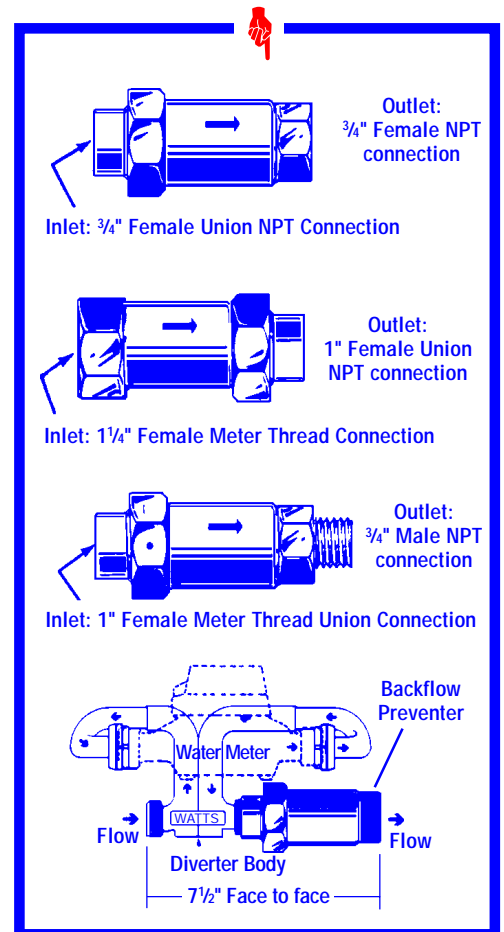 Outlet:
¾" Female NPT
connection
Inlet: ¾" Female Union NPT Connection
Outlet:
1" Female Union
NPT connection
Inlet: 1¼" Female Meter Thread Connection
Outlet:
¾" Male NPT
connection
Inlet: 1" Female Meter Thread Union Connection
Backflow
Preventer
Water Meter
WATTS
Flow
Flow
Diverter Body
7½" Face to face